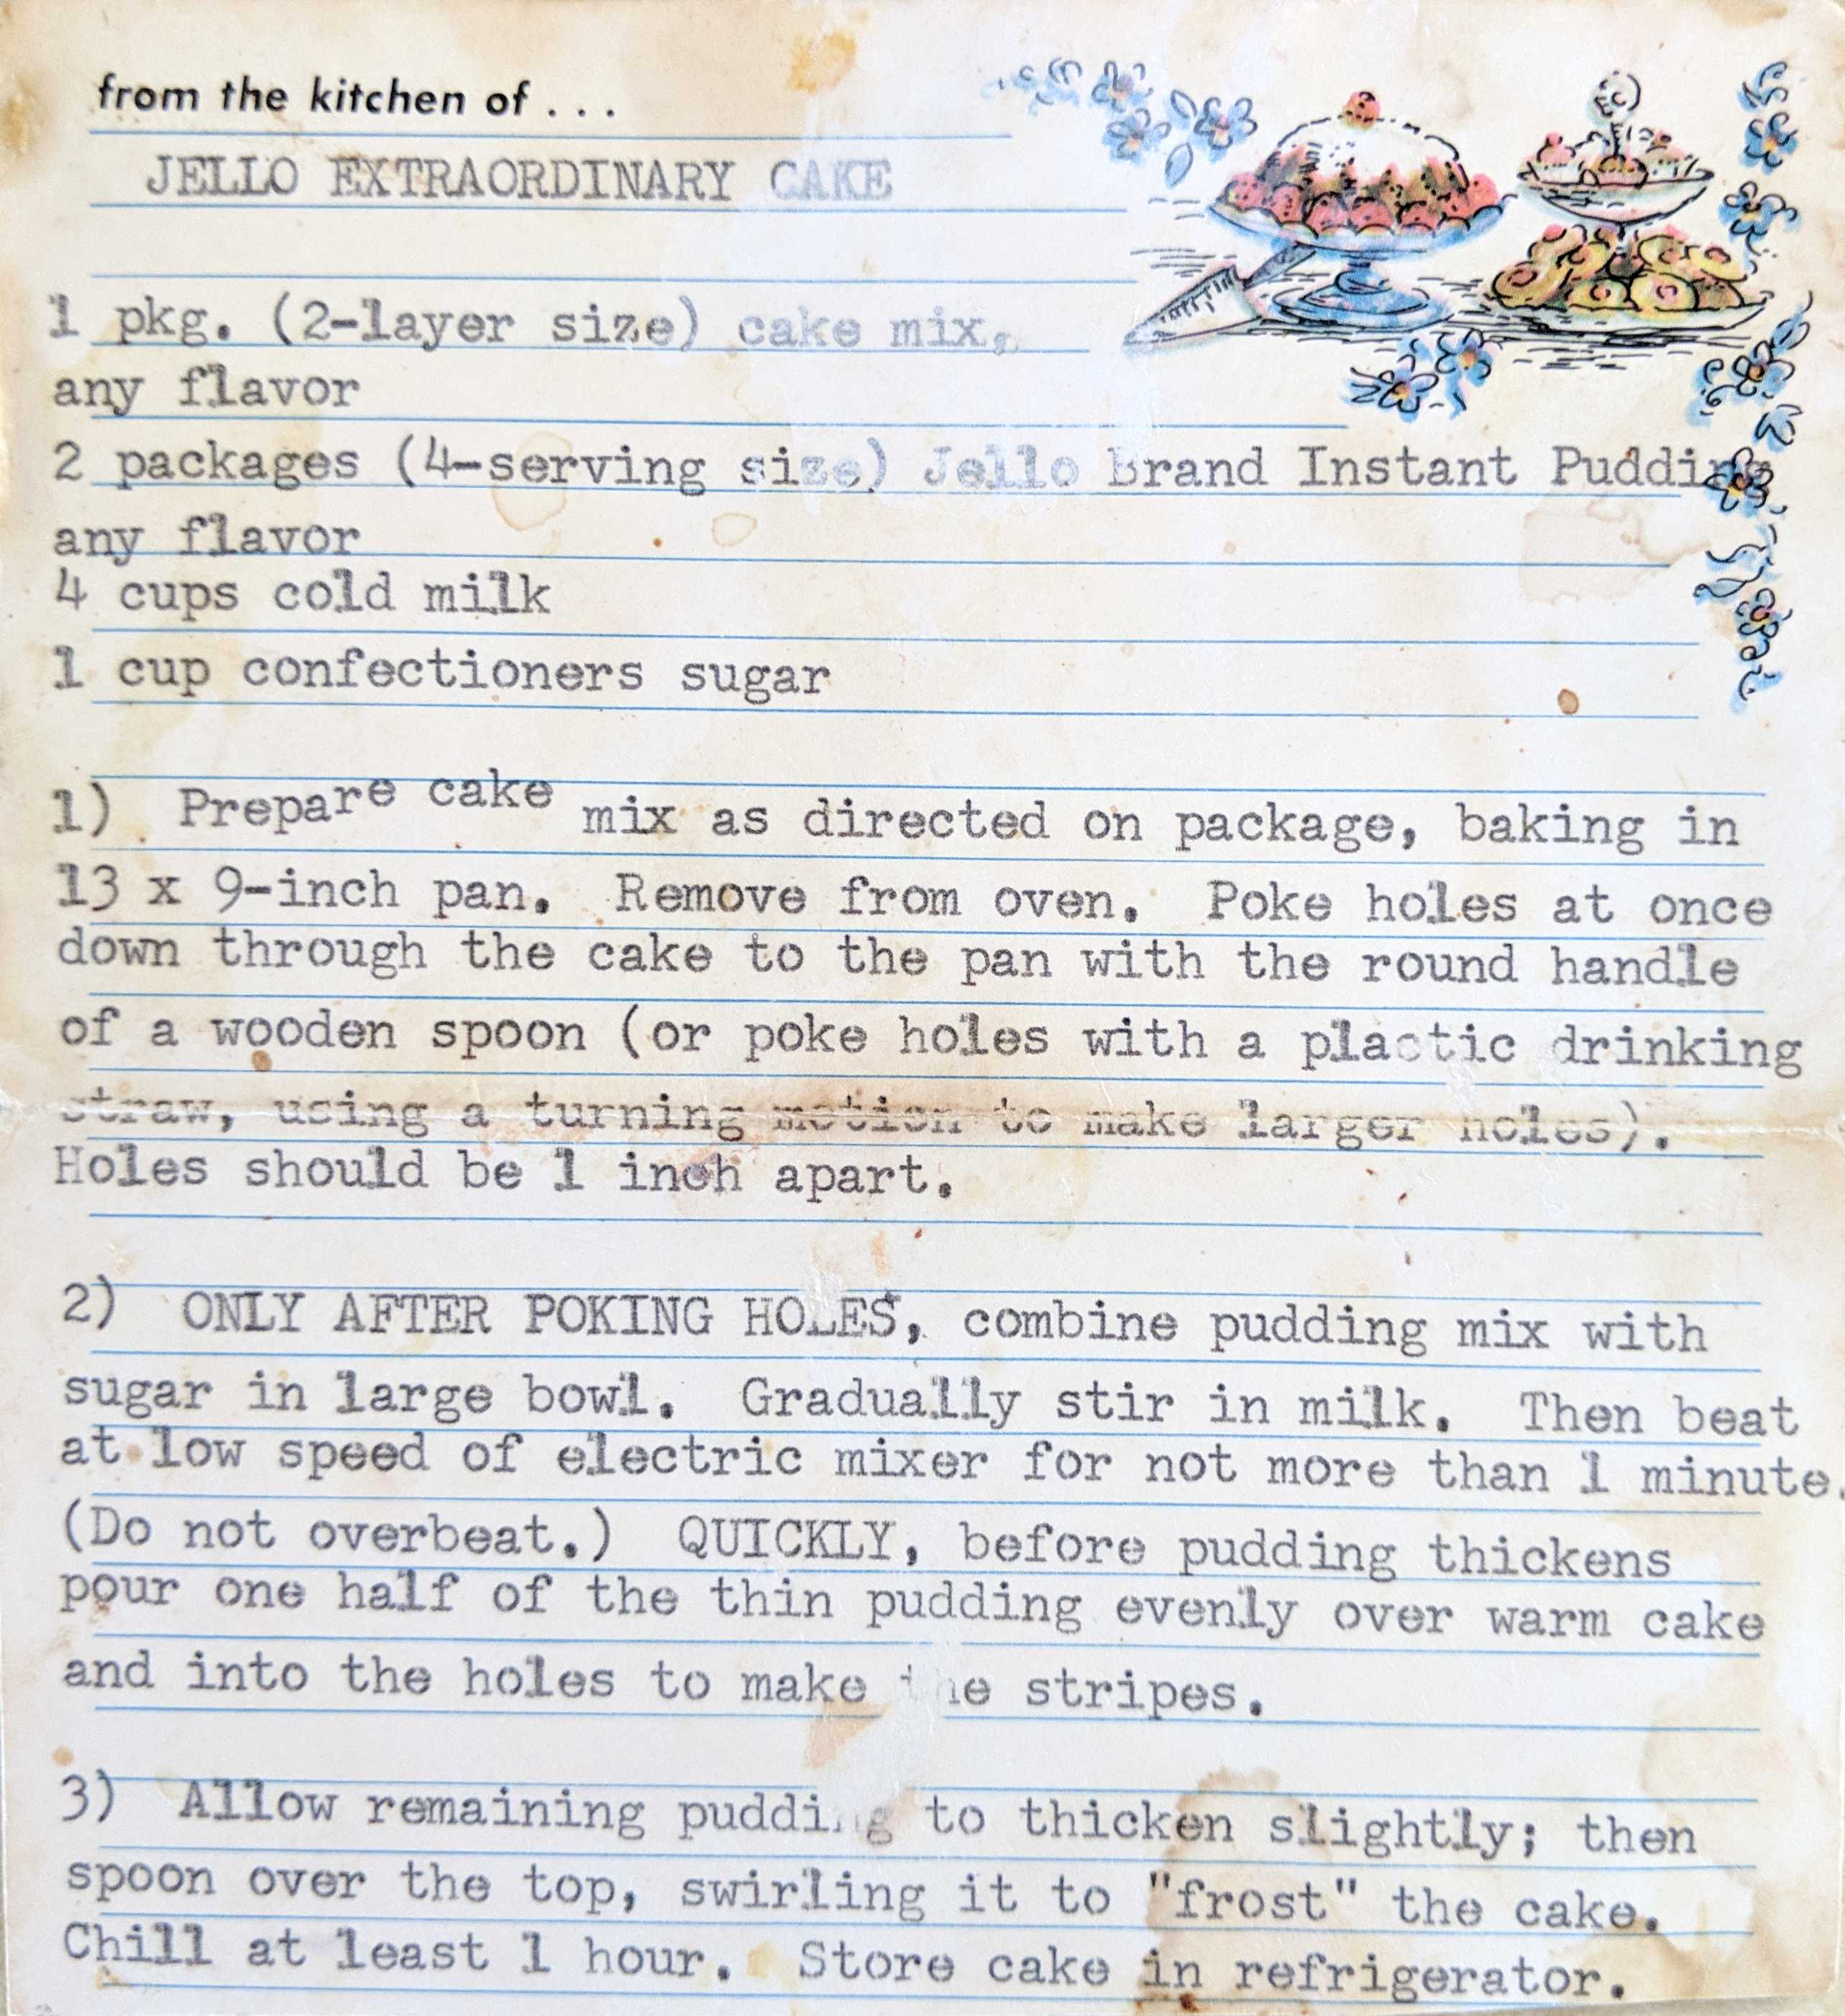 from the kitchen of . . .
JELLO EXTRAORDINARY CAKE
1 pkg. (2-layer size) cake mix,
any flavor
2 packages (4-serving size) Jello Brand Instant Pudding
any flavor
4 cups cold milk
1 cup confectioners sugar
1) Prepare cake mix as directed on package, baking in
13 x 9-inch pan. Remove from oven. Poke holes at once
down through the cake to the pan with the round handle
of a wooden spoon (or poke holes with a plastic drinking
straw, using a turning motion to make larger holes).
Holes should be 1 inch apart.
2) ONLY AFTER POKING HOLES, combine pudding mix with
sugar in large bowl. Gradually stir in milk. Then beat
at low speed of electric mixer for not more than 1 minute.
(Do not overbeat.) QUICKLY, before pudding thickens
pour one half of the thin pudding evenly over warm cake
and into the holes to make the stripes.
3) Allow remaining pudding to thicken slightly; then
spoon over the top, swirling it to "frost" the cake.
Chill at least 1 hour. Store cake in refrigerator.